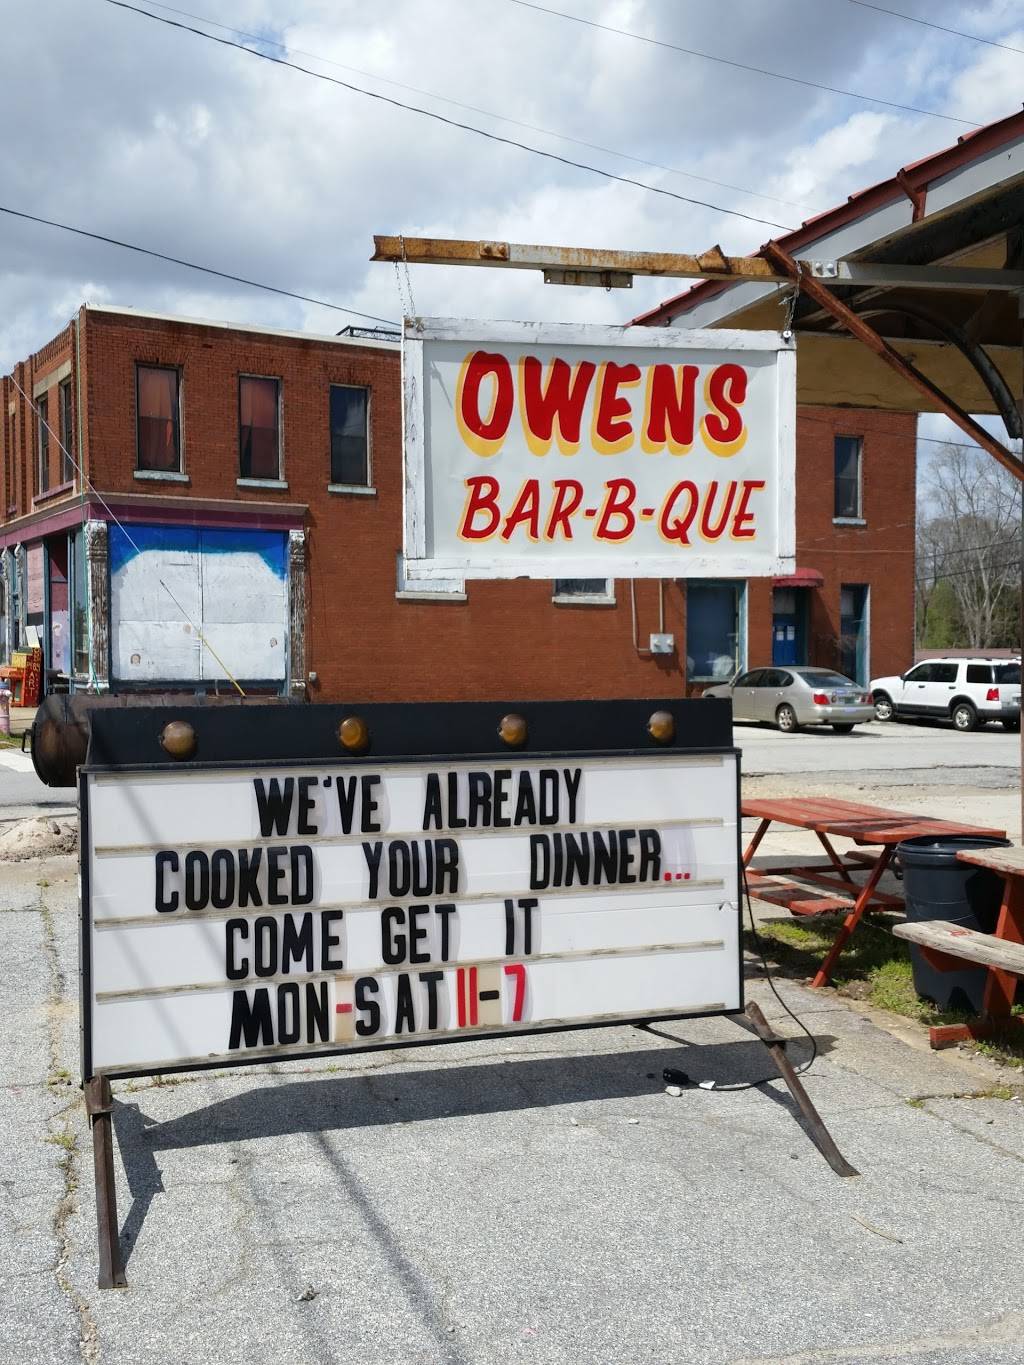 OWENS
BAR-B-QUE
WE'VE ALREADY
COOKED YOUR DINNER...
COME GET IT
MON-SAT 11-7